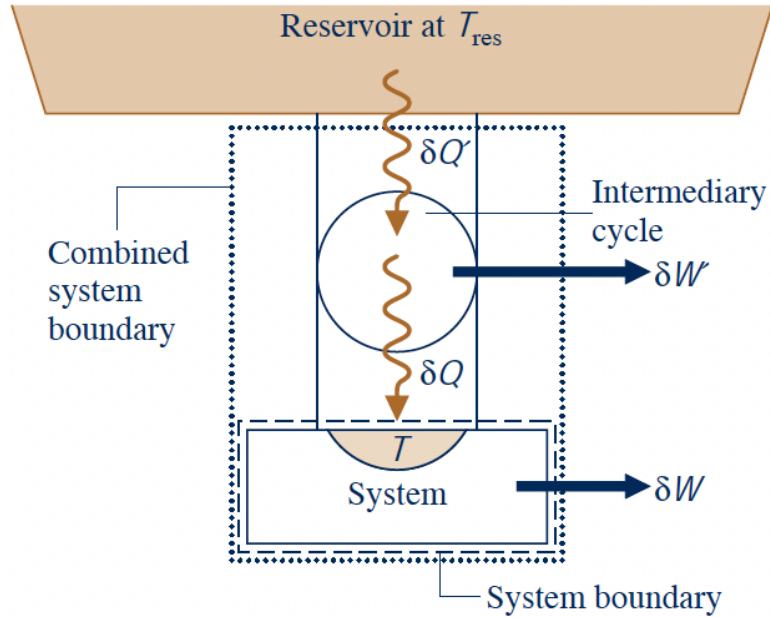 Reservoir at Tres
δQ′
Intermediary
cycle
Combined
system
boundary
δW′
δQ
T
System
δW
System boundary